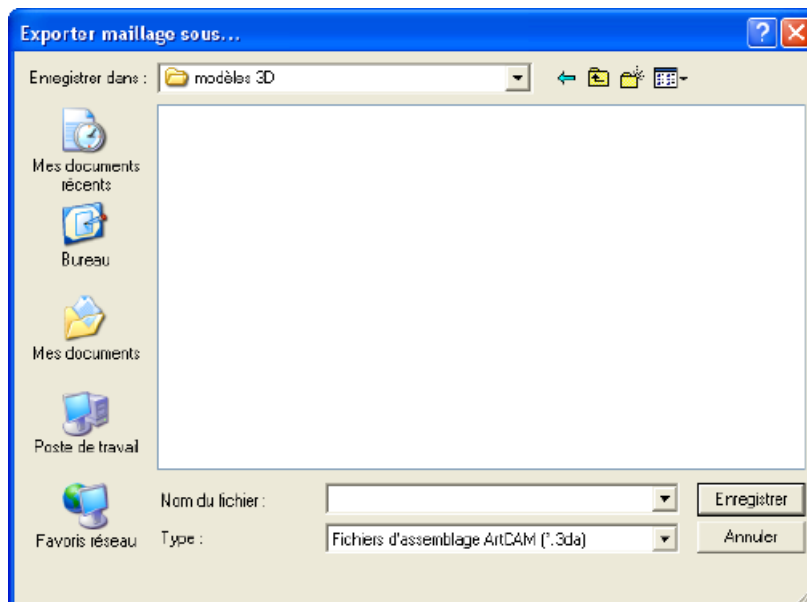 Exporter maillage sous...
Enregistrer dans :
modèles 3D
Mes documents
récents
Bureau
Mes documents
Poste de travail
Favoris réseau
Nom du fichier :
Enregistrer
Type :
Fichiers d'assemblage ArtCAM (*.3da)
Annuler